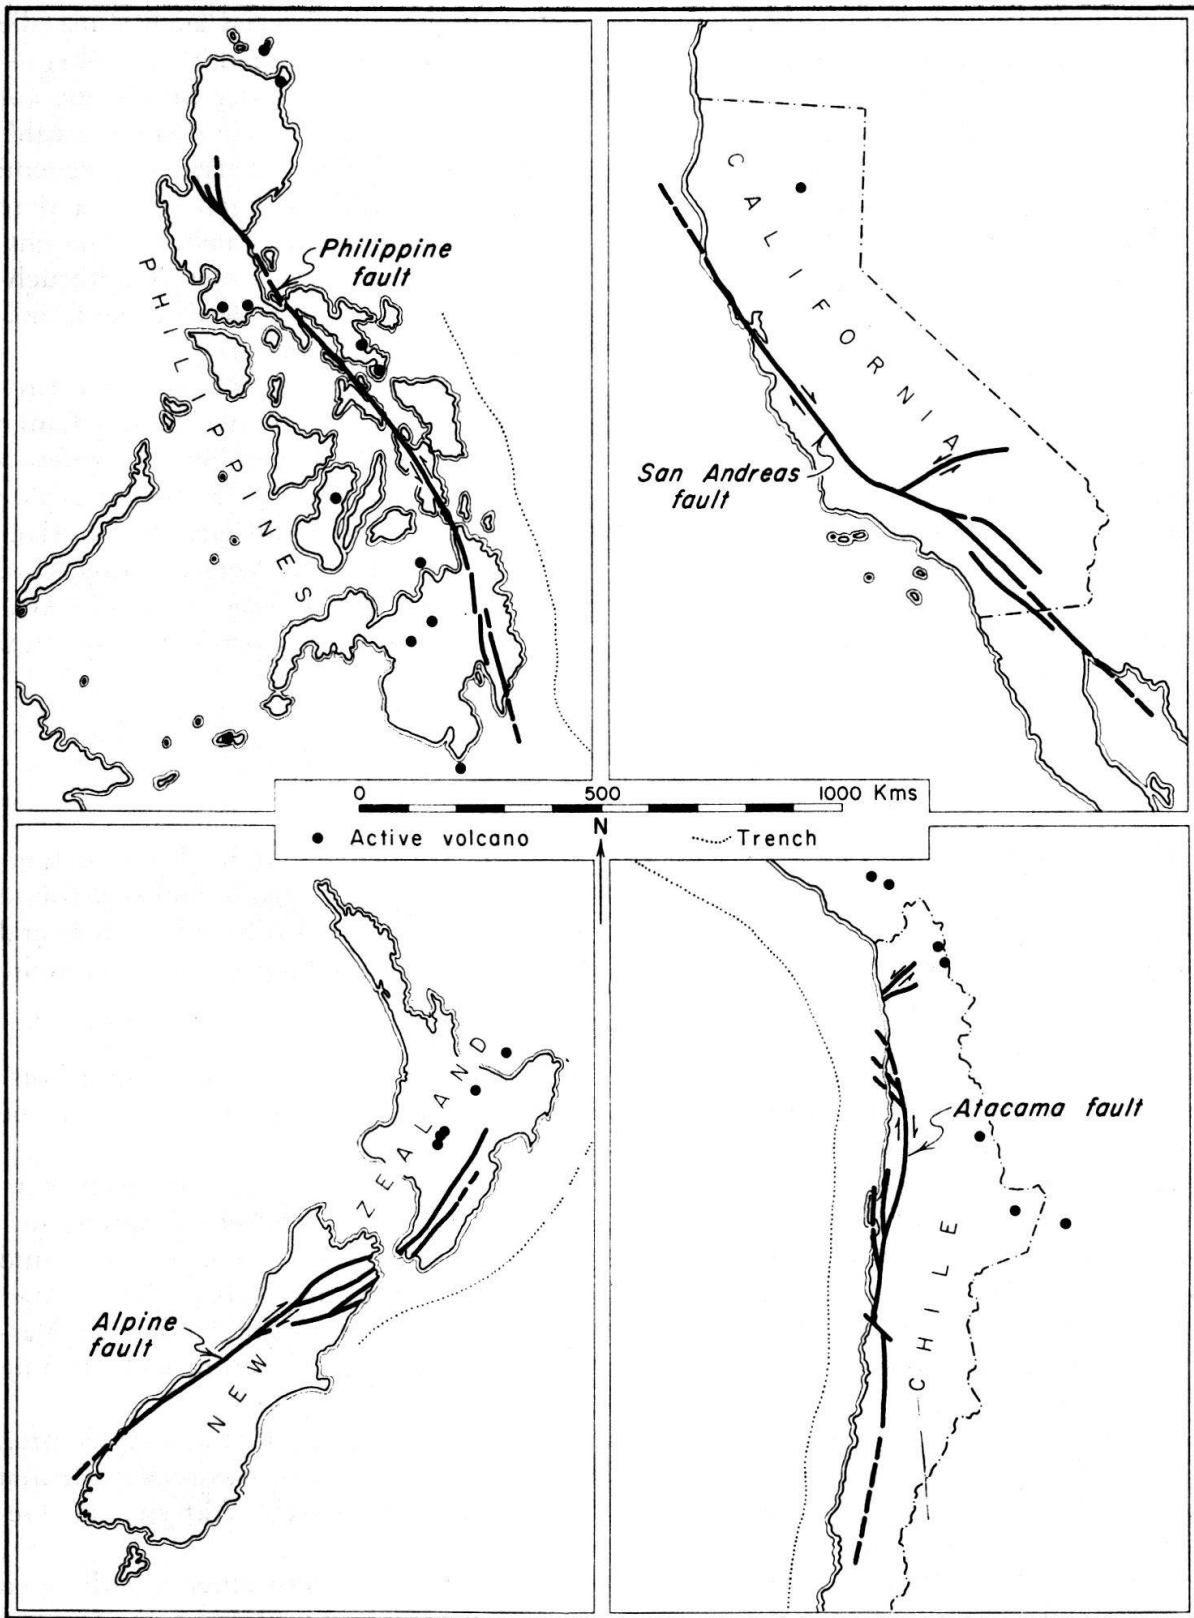 PHILIPPINES
Philippine
fault
CALIFORNIA
San Andreas
fault
0 500 1000 Kms
Active volcano
N
Trench
NEW ZEALAND
Alpine
fault
Atacama fault
CHILE